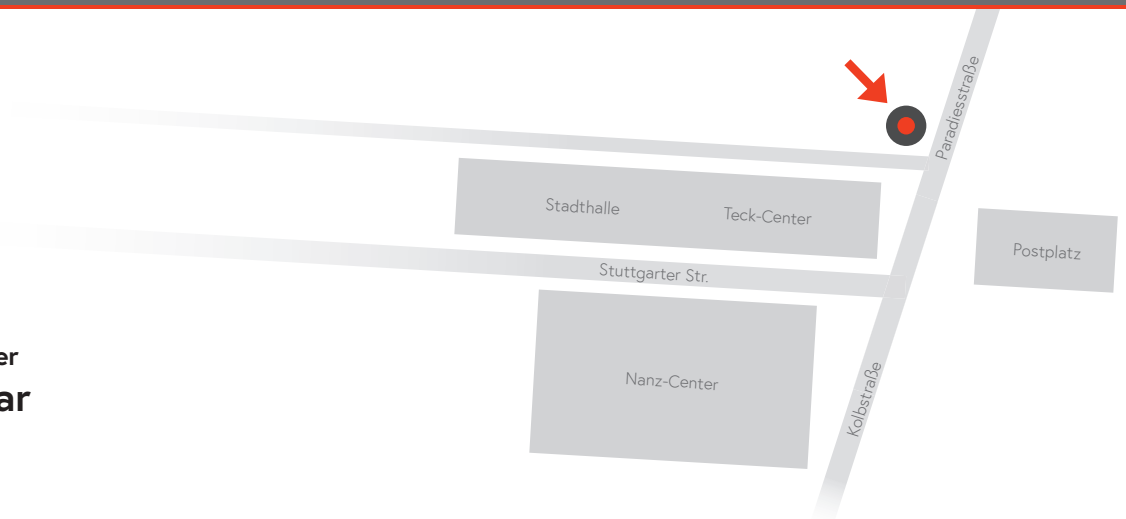 Paradiesstraße
Stadthalle
Teck-Center
Postplatz
Stuttgarter Str.
er
ar
Nanz-Center
Kolbstraße